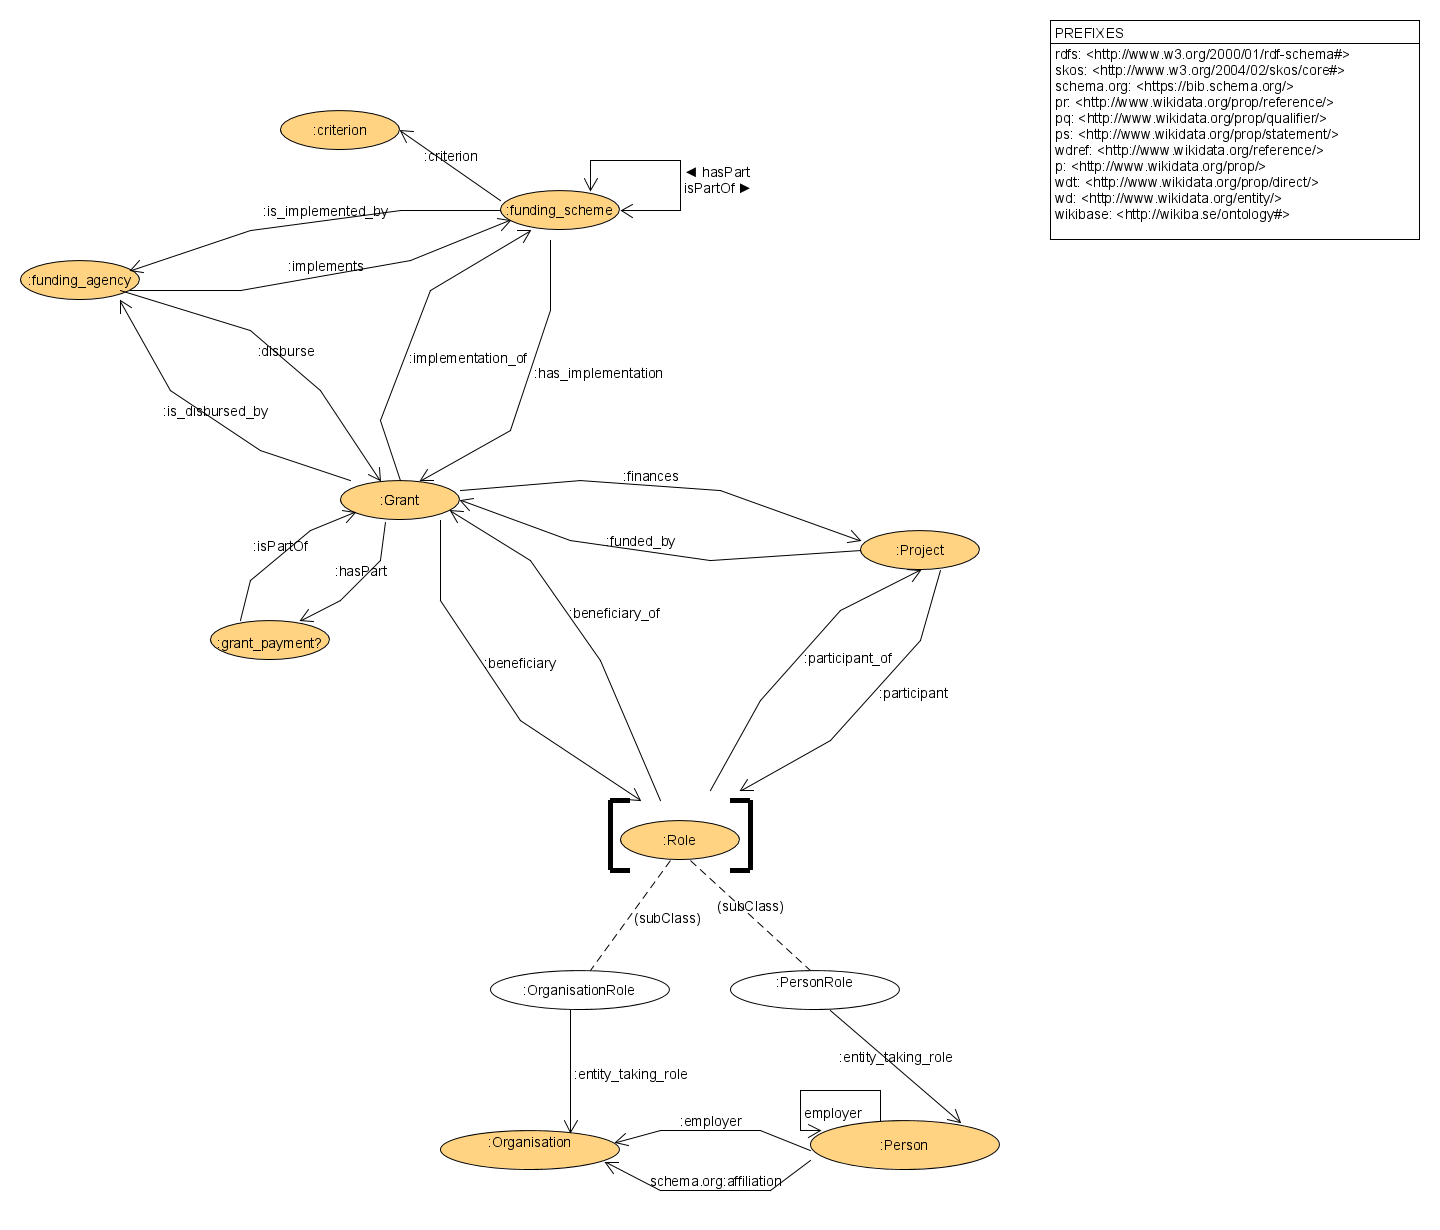 PREFIXES
rdfs: <http://www.w3.org/2000/01/rdf-schema#>
skos: <http://www.w3.org/2004/02/skos/core#>
schema.org: <https://bib.schema.org/>
pr: <http://www.wikidata.org/prop/reference/>
pq: <http://www.wikidata.org/prop/qualifier/>
ps: <http://www.wikidata.org/prop/statement/>
wdref: <http://www.wikidata.org/reference/>
p: <http://www.wikidata.org/prop/>
wdt: <http://www.wikidata.org/prop/direct/>
wd: <http://www.wikidata.org/entity/>
wikibase: <http://wikiba.se/ontology#>
:criterion
:criterion
◄ hasPart
isPartOf ►
:funding_scheme
:is_implemented_by
:implements
:funding_agency
:disburse
:implementation_of
:has_implementation
:is_disbursed_by
:finances
:Grant
:funded_by
:Project
:isPartOf
:hasPart
:beneficiary_of
:grant_payment?
:beneficiary
:participant_of
:participant
:Role
(subClass)
(subClass)
:OrganisationRole
:PersonRole
:entity_taking_role
:entity_taking_role
employer
:employer
:Organisation
:Person
schema.org:affiliation